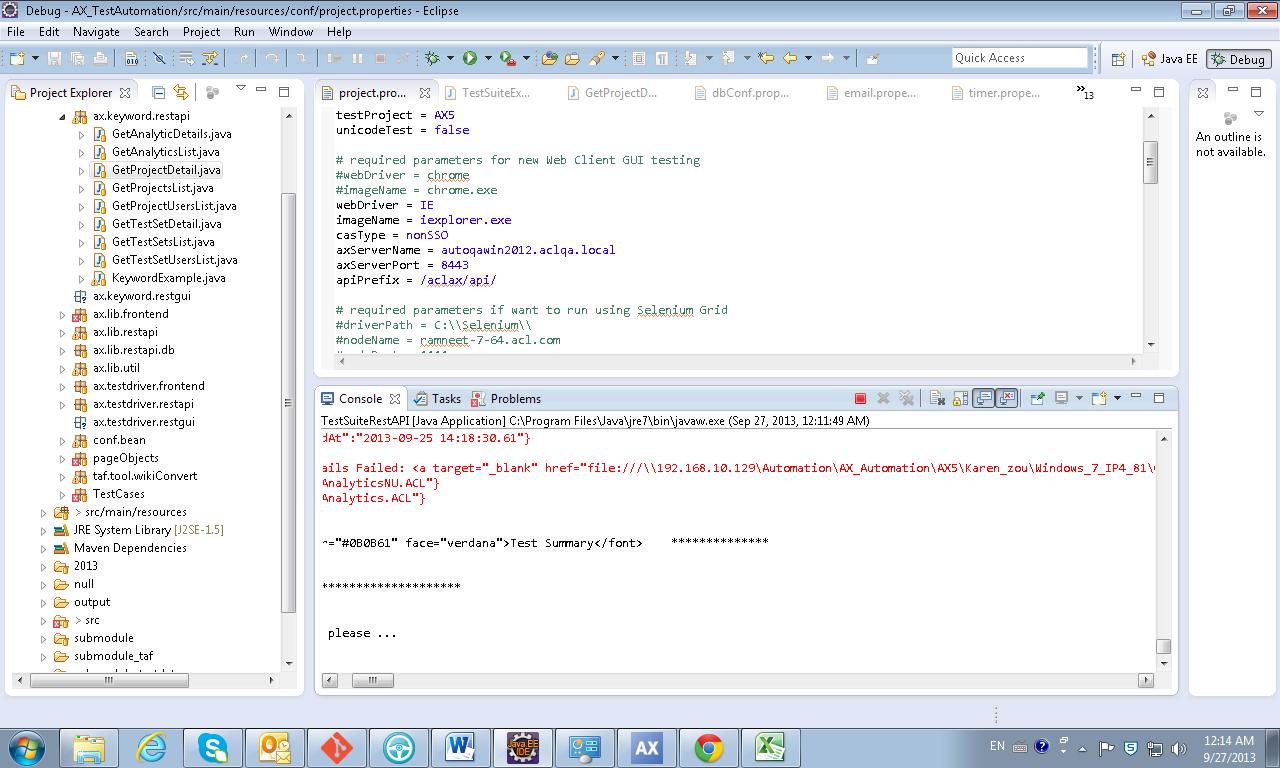 Debug - AX_TestAutomation/src/main/resources/conf/project.properties - Eclipse
File Edit Navigate Search Project Run Window Help
Quick Access
Java EE
Debug
Project Explorer
ax.keyword.restapi
GetAnalyticDetails.java
GetAnalyticsList.java
GetProjectDetail.java
GetProjectsList.java
GetProjectUsersList.java
GetTestSetDetail.java
GetTestSetsList.java
GetTestSetUsersList.java
KeywordExample.java
ax.keyword.restgui
ax.lib.frontend
ax.lib.restapi
ax.lib.restapi.db
ax.lib.util
ax.testdriver.frontend
ax.testdriver.restapi
ax.testdriver.restgui
conf.bean
pageObjects
taf.tool.wikiConvert
TestCases
> src/main/resources
JRE System Library [J2SE-1.5]
Maven Dependencies
2013
null
output
> src
submodule
submodule_taf
project.pro...
TestSuiteEx...
GetProjectD...
dbConf.prop...
email.prope...
timer.prope...
»13
testProject = AX5
unicodeTest = false
# required parameters for new Web Client GUI testing
#webDriver = chrome
#imageName = chrome.exe
webDriver = IE
imageName = iexplorer.exe
casType = nonSSO
axServerName = autoqawin2012.aclqa.local
axServerPort = 8443
apiPrefix = /aclax/api/
# required parameters if want to run using Selenium Grid
#driverPath = C:\\Selenium\\
#nodeName = ramneet-7-64.acl.com
An outline is
not available.
Console
Tasks
Problems
TestSuiteRestAPI [Java Application] C:\Program Files\Java\jre7\bin\javaw.exe (Sep 27, 2013, 12:11:49 AM)
dAt":"2013-09-25 14:18:30.61"}
ails Failed: <a target="_blank" href="file:///\\192.168.10.129\Automation\AX_Automation\AX5\Karen_zou\Windows_7_IP4_81\
AnalyticsNU.ACL"}
Analytics.ACL"}
="#0B0B61" face="verdana">Test Summary</font> **************
********************
please ...
Java EE
IDE
AX
EN
12:14 AM
9/27/2013